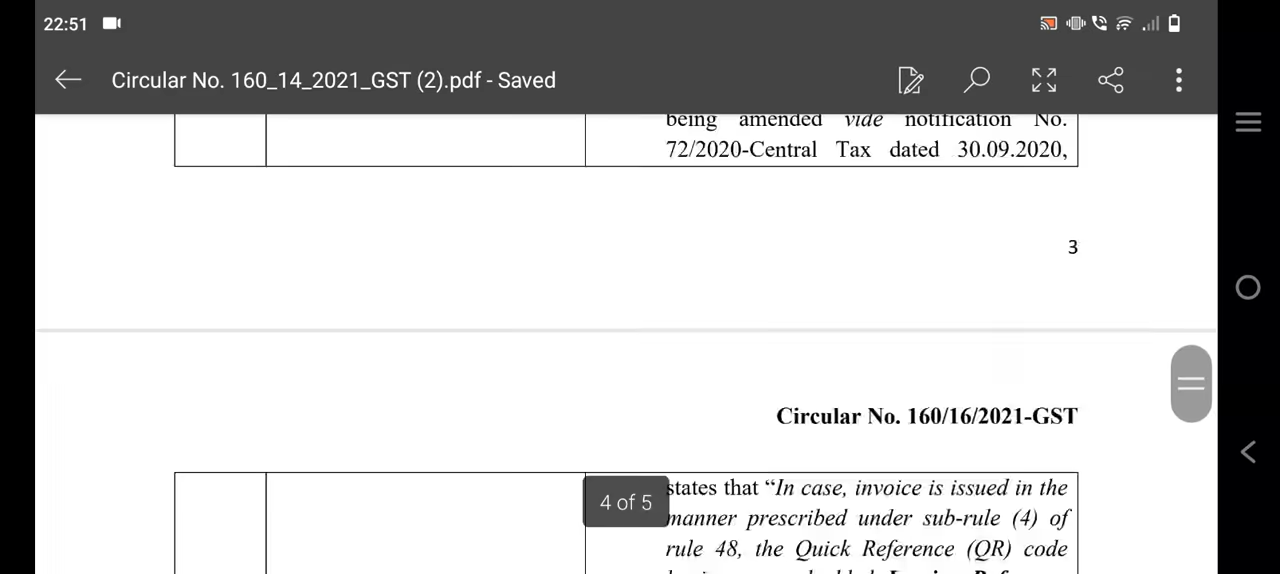 22:51
Circular No. 160_14_2021_GST (2).pdf - Saved
being amended vide notification No.
72/2020-Central Tax dated 30.09.2020,
3
Circular No. 160/16/2021-GST
4 of 5
states that “In case, invoice is issued in the
manner prescribed under sub-rule (4) of
rule 48, the Quick Reference (QR) code